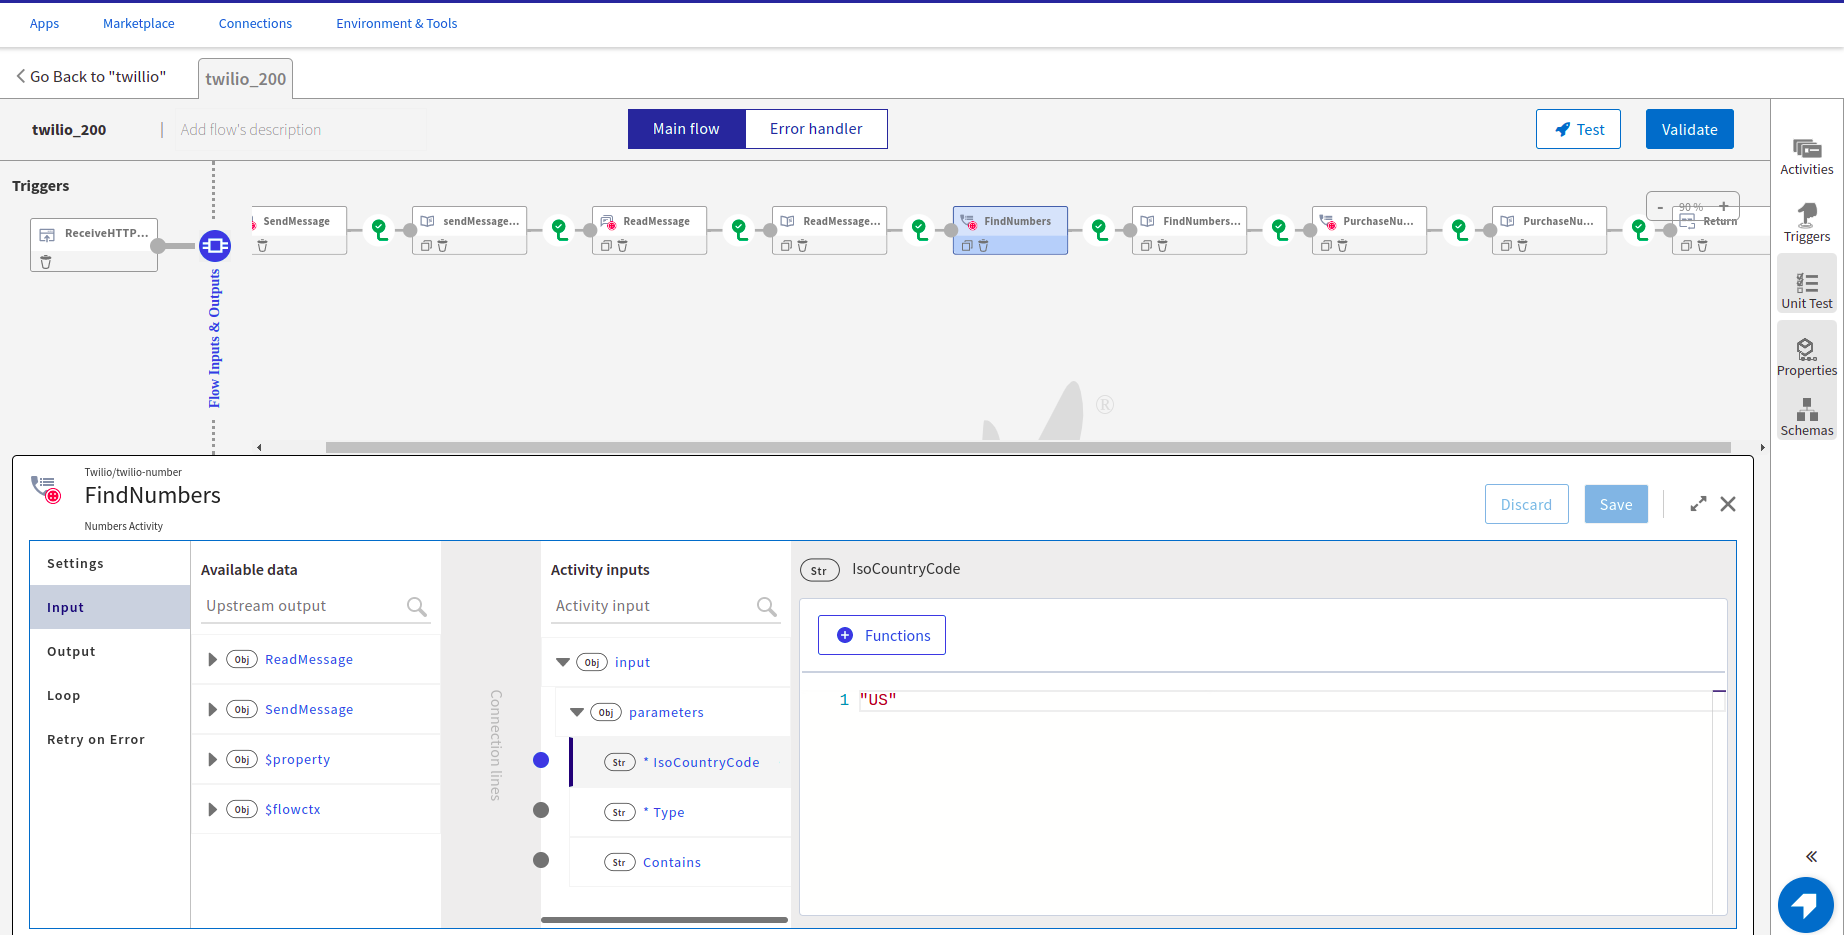 Apps Marketplace Connections Environment & Tools
Go Back to "twillio" twilio_200
twilio_200 | Add flow's description Main flow Error handler Test Validate
Triggers
ReceiveHTTP...
Flow Inputs & Outputs
SendMessage sendMessage... ReadMessage ReadMessage... FindNumbers FindNumbers... PurchaseNu... PurchaseNu... Return
- 90 % +
®
Activities
Triggers
Unit Test
Properties
Schemas
Twilio/twilio-number
FindNumbers
Numbers Activity
Discard Save
Settings
Input
Output
Loop
Retry on Error
Available data
Upstream output
Obj ReadMessage
Obj SendMessage
Obj $property
Obj $flowctx
Connection lines
Activity inputs
Activity input
Obj input
Obj parameters
Str * IsoCountryCode
Str * Type
Str Contains
Str IsoCountryCode
Functions
1 "US"